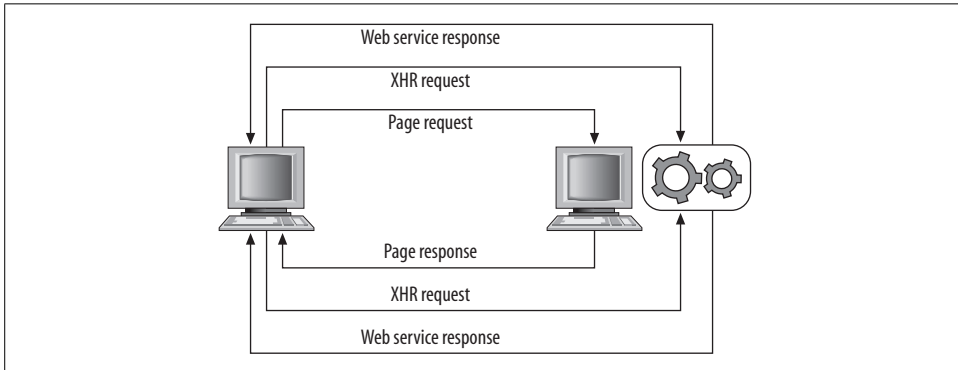 Web service response
XHR request
Page request
Page response
XHR request
Web service response